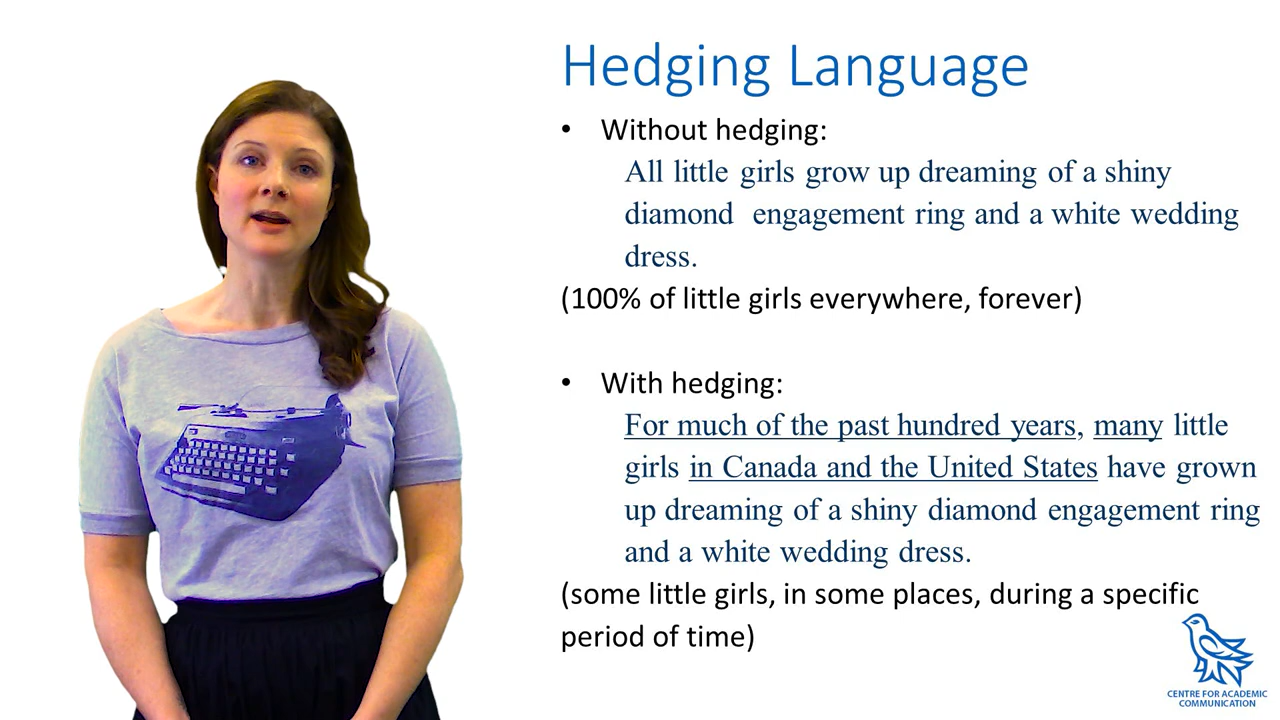 Hedging Language
• Without hedging:
All little girls grow up dreaming of a shiny
diamond  engagement ring and a white wedding
dress.
(100% of little girls everywhere, forever)
• With hedging:
For much of the past hundred years, many little
girls in Canada and the United States have grown
up dreaming of a shiny diamond engagement ring
and a white wedding dress.
(some little girls, in some places, during a specific
period of time)
CENTRE FOR ACADEMIC
COMMUNICATION